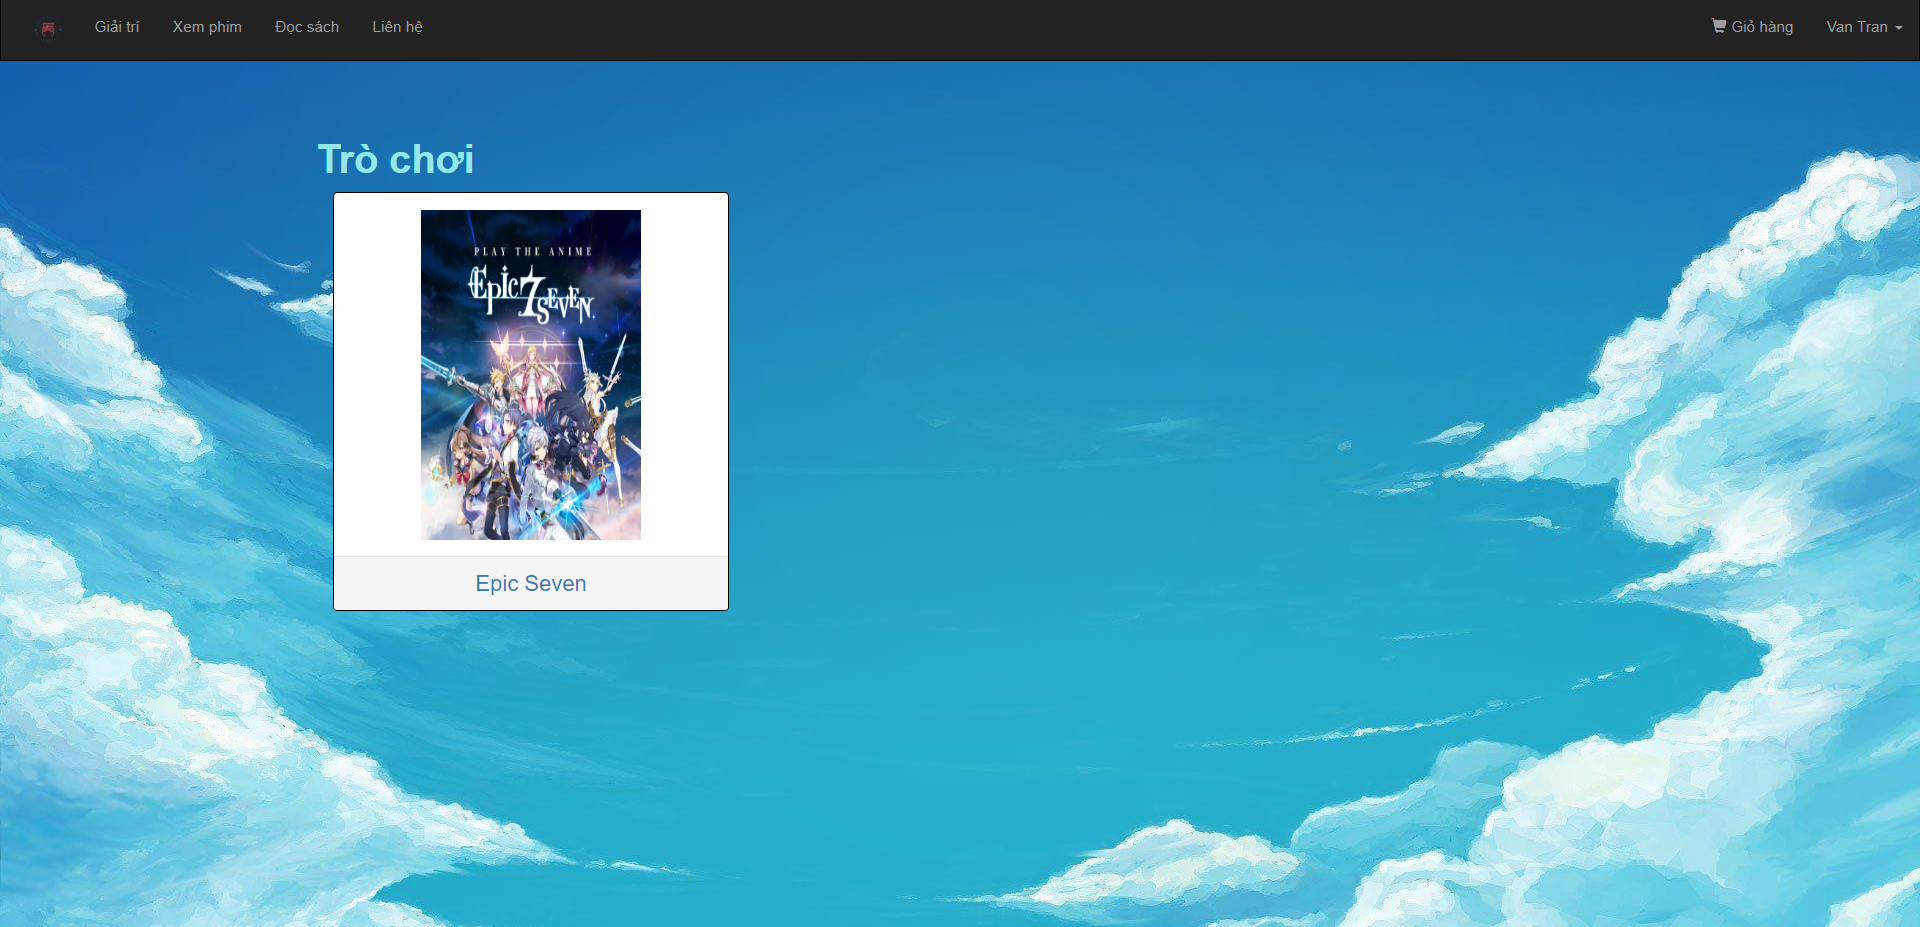 Giải trí
Xem phim
Đọc sách
Liên hệ
Giỏ hàng
Van Tran
Trò chơi
PLAY THE ANIME
Epic 7
SEVEN
Epic Seven